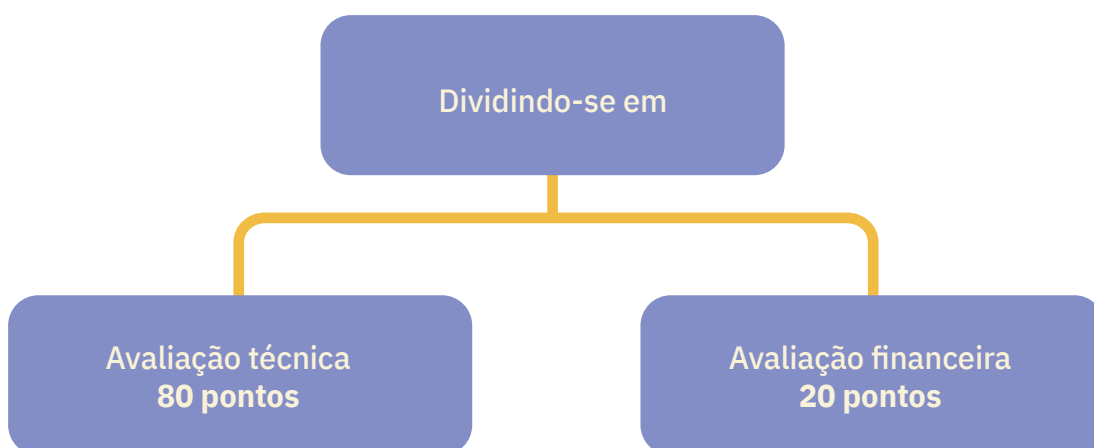 Dividindo-se em
Avaliação técnica
80 pontos
Avaliação financeira
20 pontos